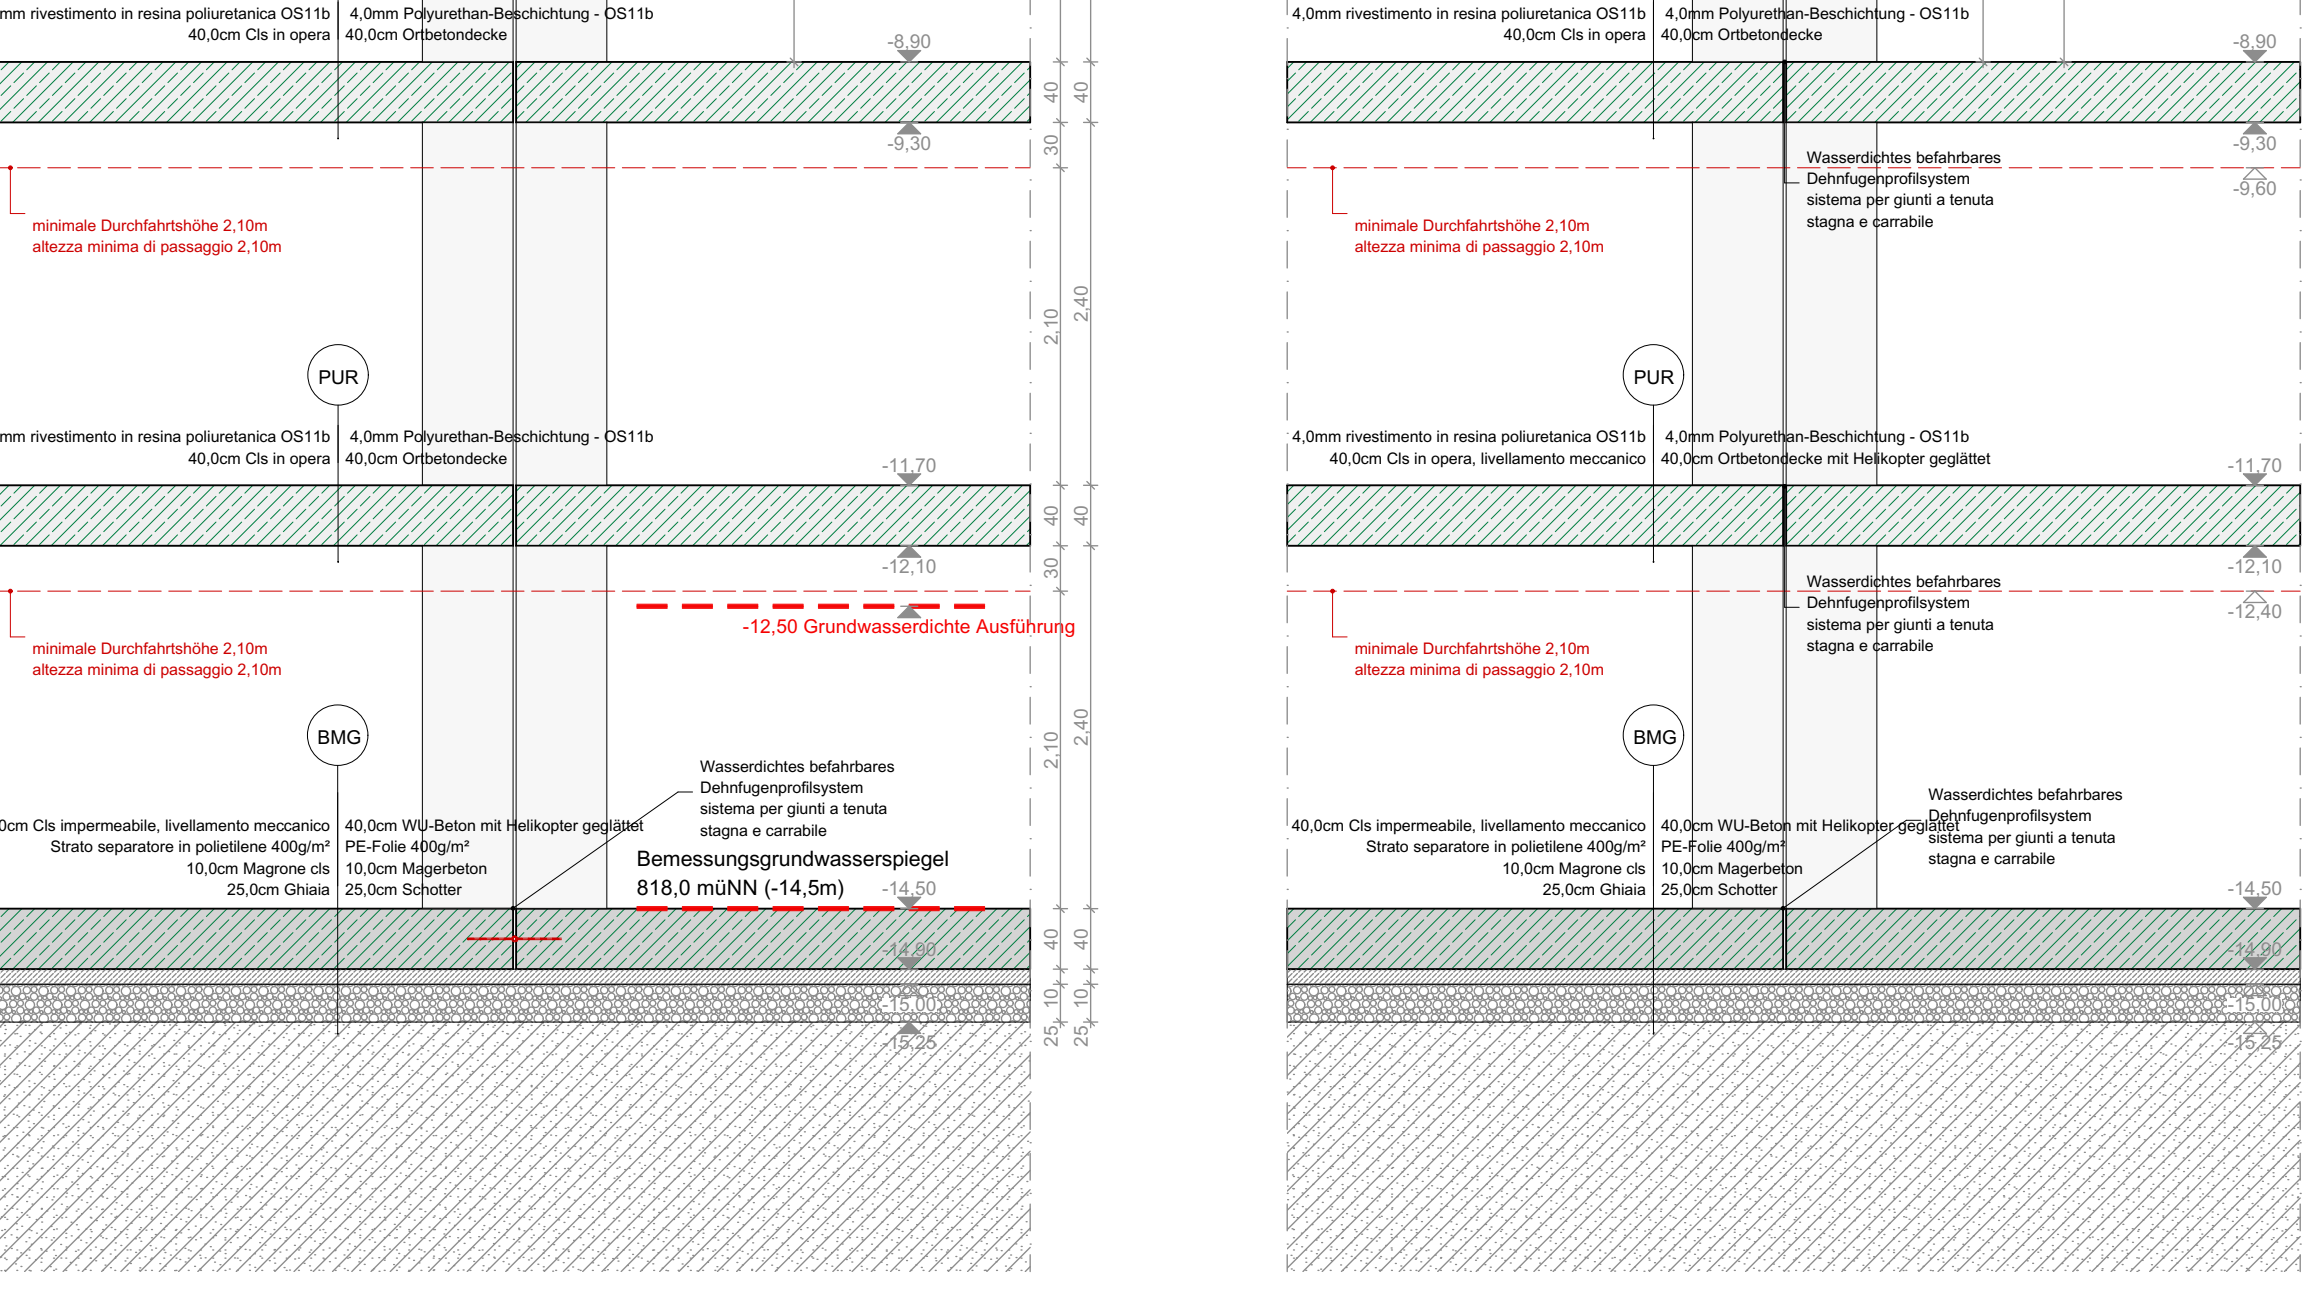 mm rivestimento in resina poliuretanica OS11b
4,0mm Polyurethan-Beschichtung - OS11b
40,0cm Cls in opera
40,0cm Ortbetondecke
-8,90
40
40
-9,30
30
minimale Durchfahrtshöhe 2,10m
altezza minima di passaggio 2,10m
2,10
2,40
PUR
mm rivestimento in resina poliuretanica OS11b
4,0mm Polyurethan-Beschichtung - OS11b
40,0cm Cls in opera
40,0cm Ortbetondecke
-11,70
40
40
-12,10
30
-12,50 Grundwasserdichte Ausführung
minimale Durchfahrtshöhe 2,10m
altezza minima di passaggio 2,10m
2,10
2,40
BMG
Wasserdichtes befahrbares
Dehnfugenprofilsystem
sistema per giunti a tenuta
stagna e carrabile
0cm Cls impermeabile, livellamento meccanico
40,0cm WU-Beton mit Helikopter geglättet
Strato separatore in polietilene 400g/m²
PE-Folie 400g/m²
10,0cm Magrone cls
10,0cm Magerbeton
25,0cm Ghiaia
25,0cm Schotter
Bemessungsgrundwasserspiegel
818,0 müNN (-14,5m)
-14,50
40
40
-14,90
10
10
-15,00
25
25
-15,25
4,0mm rivestimento in resina poliuretanica OS11b
4,0mm Polyurethan-Beschichtung - OS11b
40,0cm Cls in opera
40,0cm Ortbetondecke
-8,90
-9,30
Wasserdichtes befahrbares
Dehnfugenprofilsystem
sistema per giunti a tenuta
stagna e carrabile
-9,60
minimale Durchfahrtshöhe 2,10m
altezza minima di passaggio 2,10m
PUR
4,0mm rivestimento in resina poliuretanica OS11b
4,0mm Polyurethan-Beschichtung - OS11b
40,0cm Cls in opera, livellamento meccanico
40,0cm Ortbetondecke mit Helikopter geglättet
-11,70
-12,10
Wasserdichtes befahrbares
Dehnfugenprofilsystem
sistema per giunti a tenuta
stagna e carrabile
-12,40
minimale Durchfahrtshöhe 2,10m
altezza minima di passaggio 2,10m
BMG
Wasserdichtes befahrbares
Dehnfugenprofilsystem
sistema per giunti a tenuta
stagna e carrabile
40,0cm Cls impermeabile, livellamento meccanico
40,0cm WU-Beton mit Helikopter geglättet
Strato separatore in polietilene 400g/m²
PE-Folie 400g/m²
10,0cm Magrone cls
10,0cm Magerbeton
25,0cm Ghiaia
25,0cm Schotter
-14,50
-14,90
-15,00
-15,25